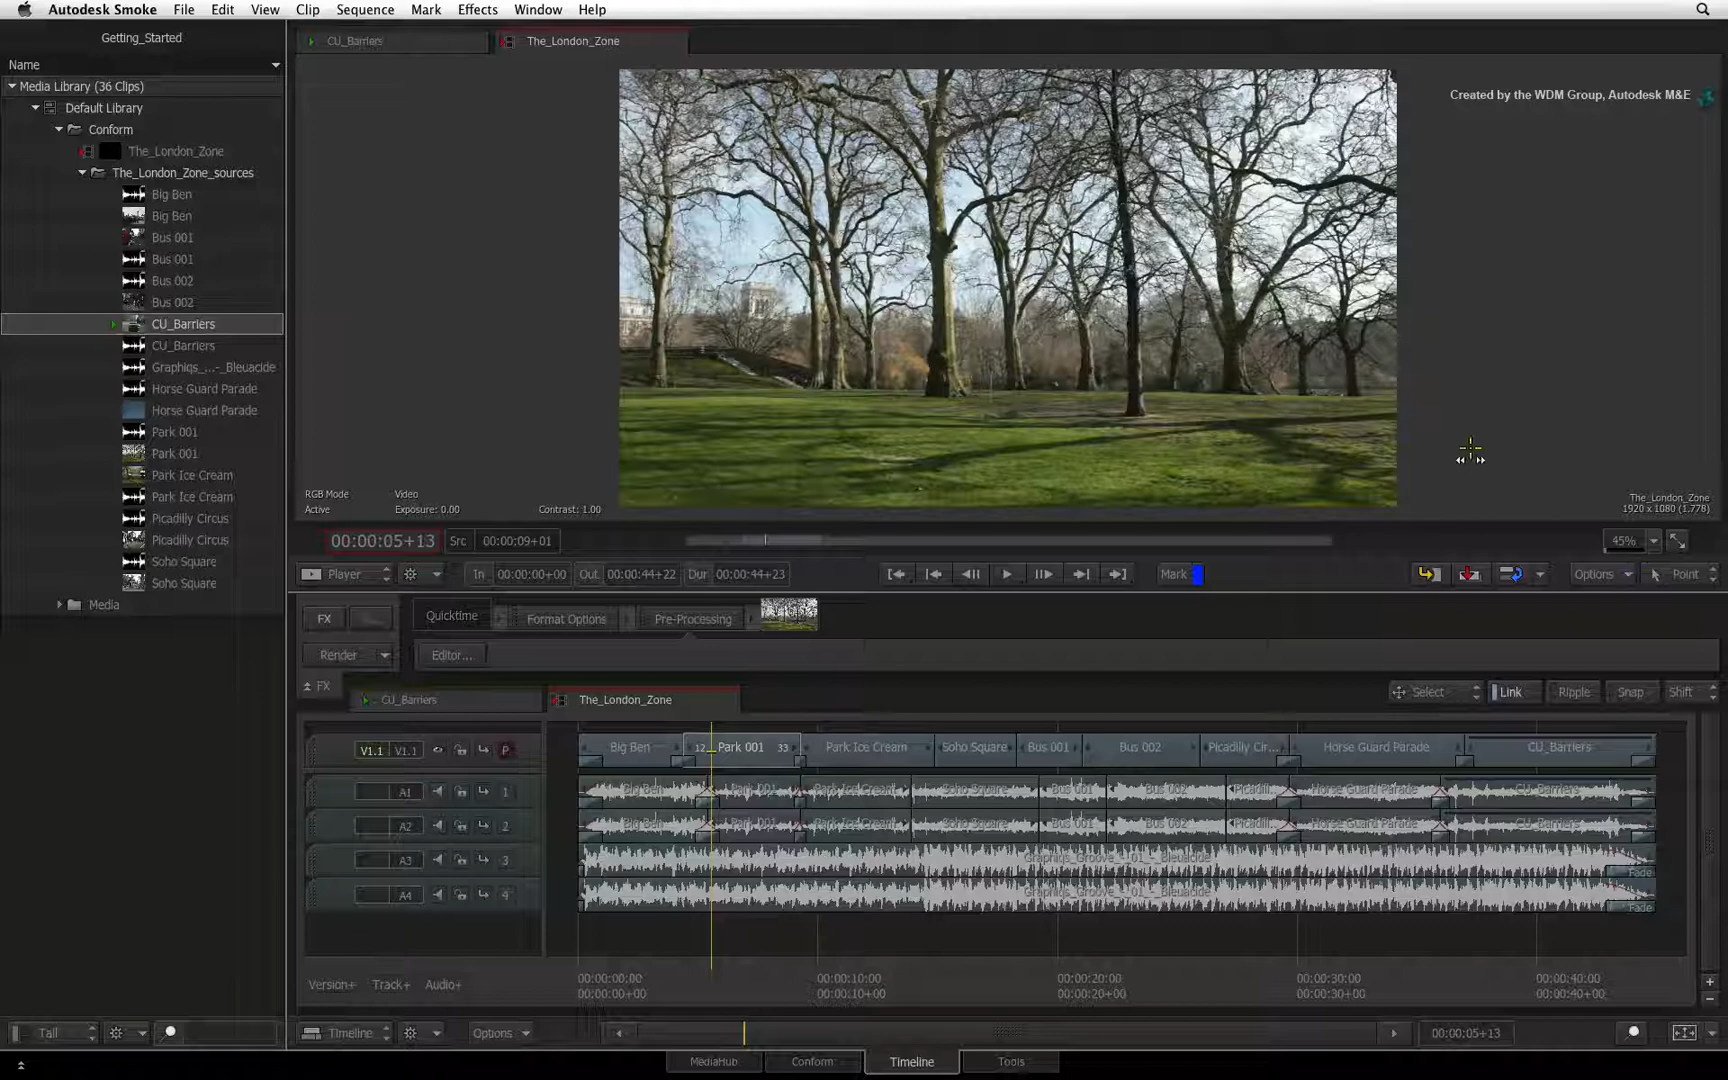 Autodesk Smoke File Edit View Clip Sequence Mark Effects Window Help
Getting_Started
Name
Media Library (36 Clips)
Default Library
Conform
The_London_Zone
The_London_Zone_sources
Big Ben
Big Ben
Bus 001
Bus 001
Bus 002
Bus 002
CU_Barriers
CU_Barriers
Graphiqs_...-_Bleuacide
Horse Guard Parade
Horse Guard Parade
Park 001
Park 001
Park Ice Cream
Park Ice Cream
Picadilly Circus
Picadilly Circus
Soho Square
Soho Square
Media
Tall
CU_Barriers The_London_Zone
Created by the WDM Group, Autodesk M&E
RGB Mode Video
Active Exposure: 0.00 Contrast: 1.00
The_London_Zone
1920 x 1080 (1.778)
00:00:05+13 Src 00:00:09+01 45%
Player In 00:00:00+00 Out 00:00:44+22 Dur 00:00:44+23 Mark Options Point
FX Quicktime Format Options Pre-Processing
Render Editor...
FX
CU_Barriers The_London_Zone Select Link Ripple Snap Shift
V1.1 V1.1 P Big Ben 12 Park 001 33 Park Ice Cream Soho Square Bus 001 Bus 002 Picadilly Cir... Horse Guard Parade CU_Barriers
A1 1 Big Ben Park 001 Park Ice Cream Soho Square Bus 001 Bus 002 Picadill Horse Guard Parade CU_Barriers
A2 2 Big Ben Park 001 Park Ice Cream Soho Square Bus 001 Bus 002 Picadill Horse Guard Parade CU_Barriers
A3 3 Graphiqs_Groove_-_01_-_Bleuacide Fade
A4 4 Graphiqs_Groove_-_01_-_Bleuacide Fade
Version+ Track+ Audio+
00:00:00:00 00:00:10:00 00:00:20:00 00:00:30:00 00:00:40:00
00:00:00+00 00:00:10+00 00:00:20+00 00:00:30+00 00:00:40+00
Timeline Options 00:00:05+13
MediaHub Conform Timeline Tools